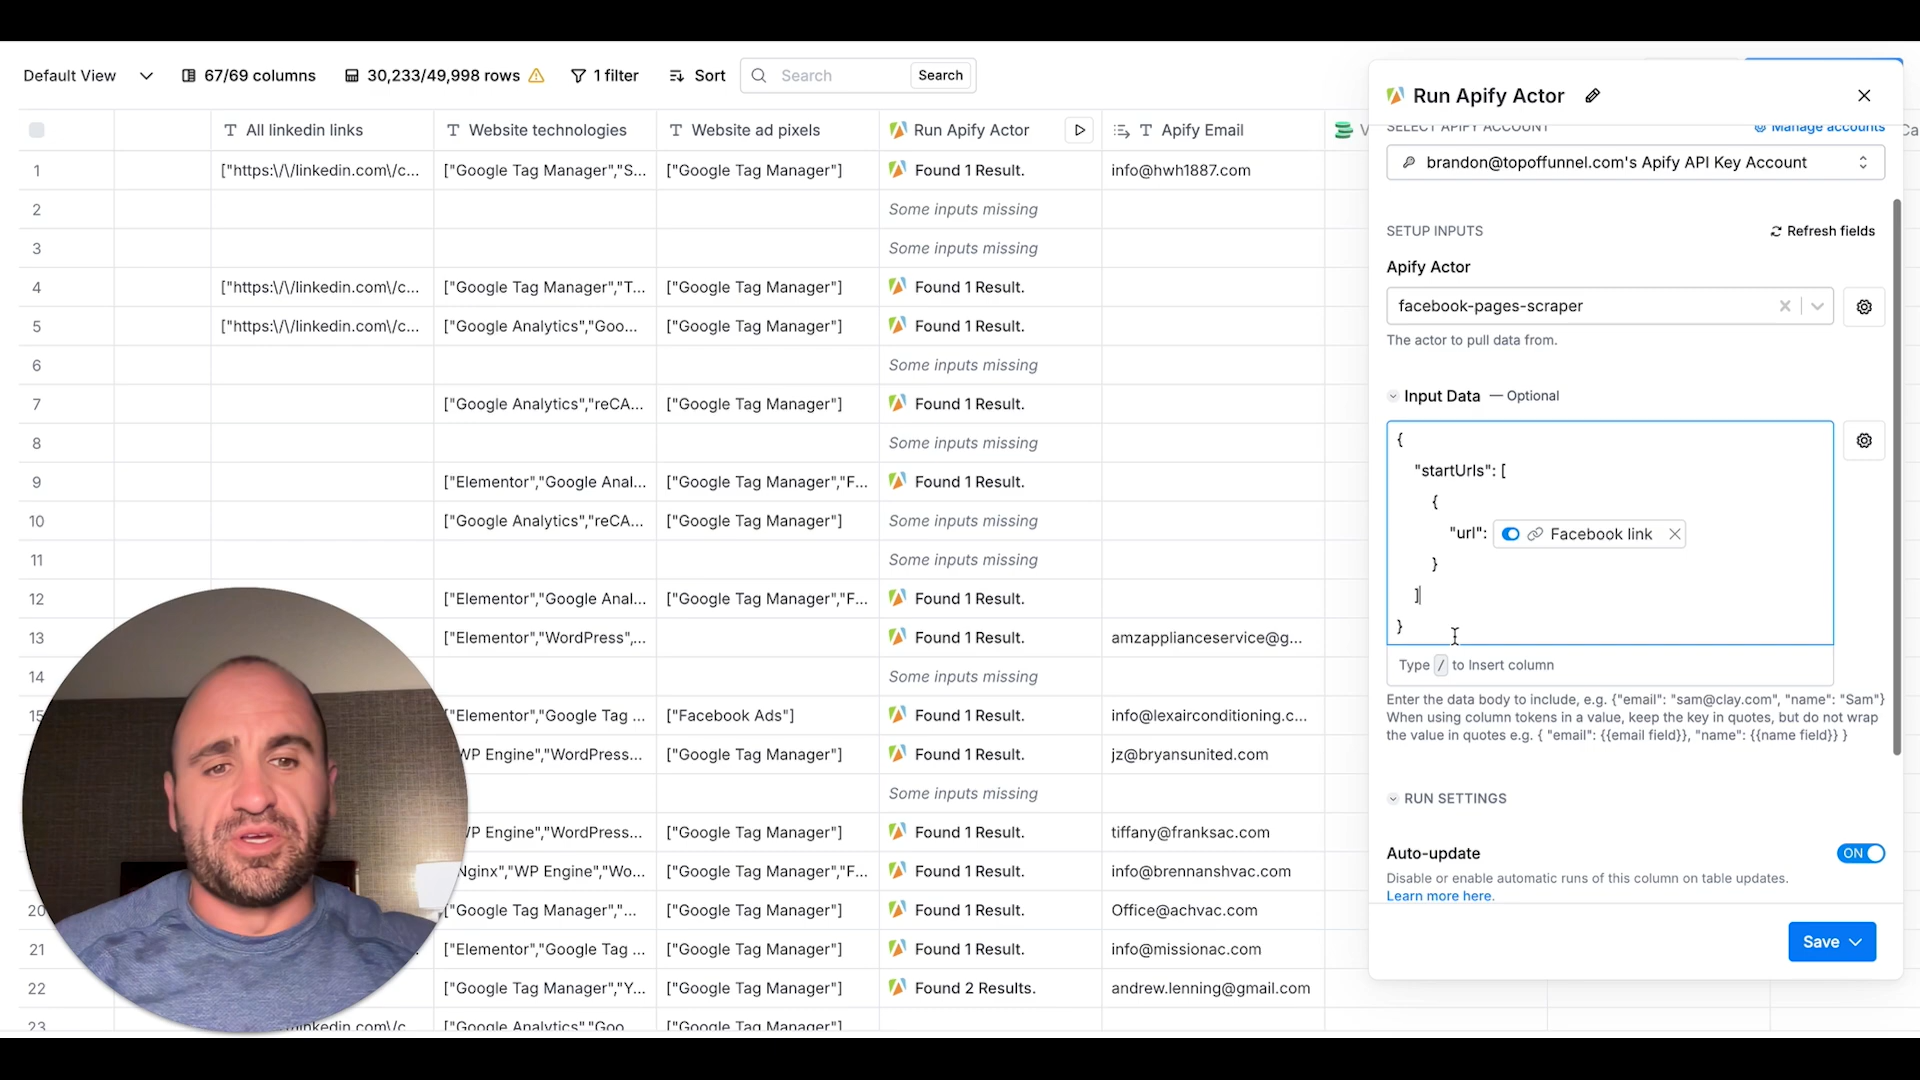 Default View
67/69 columns
30,233/49,998 rows
1 filter
Sort
Search
Search
All linkedin links
Website technologies
Website ad pixels
Run Apify Actor
Apify Email
1
["https:\/\/linkedin.com\/c...
["Google Tag Manager","S...
["Google Tag Manager"]
Found 1 Result.
info@hwh1887.com
2
Some inputs missing
3
Some inputs missing
4
["https:\/\/linkedin.com\/c...
["Google Tag Manager","T...
["Google Tag Manager"]
Found 1 Result.
5
["https:\/\/linkedin.com\/c...
["Google Analytics","Goo...
["Google Tag Manager"]
Found 1 Result.
6
Some inputs missing
7
["Google Analytics","reCA...
["Google Tag Manager"]
Found 1 Result.
8
Some inputs missing
9
["Elementor","Google Anal...
["Google Tag Manager","F...
Found 1 Result.
10
["Google Analytics","reCA...
["Google Tag Manager"]
Some inputs missing
11
Some inputs missing
12
["Elementor","Google Anal...
["Google Tag Manager","F...
Found 1 Result.
13
["Elementor","WordPress",...
Found 1 Result.
amzapplianceservice@g...
14
Some inputs missing
15
"Elementor","Google Tag ...
["Facebook Ads"]
Found 1 Result.
info@lexairconditioning.c...
WP Engine","WordPress...
["Google Tag Manager"]
Found 1 Result.
jz@bryansunited.com
Some inputs missing
WP Engine","WordPress...
["Google Tag Manager"]
Found 1 Result.
tiffany@franksac.com
Nginx","WP Engine","Wo...
["Google Tag Manager","F...
Found 1 Result.
info@brennanshvac.com
20
["Google Tag Manager","...
["Google Tag Manager"]
Found 1 Result.
Office@achvac.com
21
["Elementor","Google Tag ...
["Google Tag Manager"]
Found 1 Result.
info@missionac.com
22
["Google Tag Manager","Y...
["Google Tag Manager"]
Found 2 Results.
andrew.lenning@gmail.com
23
inkedin.com\/c
["Google Analytics","Goo
["Google Tag Manager"]
Run Apify Actor
SELECT APIFY ACCOUNT
Manage accounts
brandon@topoffunnel.com's Apify API Key Account
SETUP INPUTS
Refresh fields
Apify Actor
facebook-pages-scraper
The actor to pull data from.
Input Data — Optional
{
"startUrls": [
{
"url": Facebook link
}
]
}
Type / to Insert column
Enter the data body to include, e.g. {"email": "sam@clay.com", "name": "Sam"}
When using column tokens in a value, keep the key in quotes, but do not wrap
the value in quotes e.g. { "email": {{email field}}, "name": {{name field}} }
RUN SETTINGS
Auto-update
ON
Disable or enable automatic runs of this column on table updates.
Learn more here.
Save